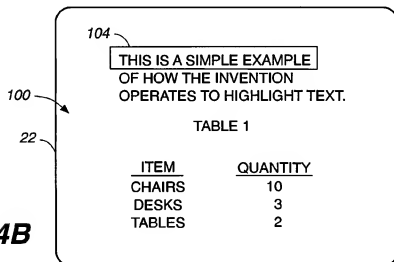 104
THIS IS A SIMPLE EXAMPLE
OF HOW THE INVENTION
OPERATES TO HIGHLIGHT TEXT.
100
TABLE 1
22
ITEM QUANTITY
CHAIRS 10
DESKS 3
TABLES 2
4B